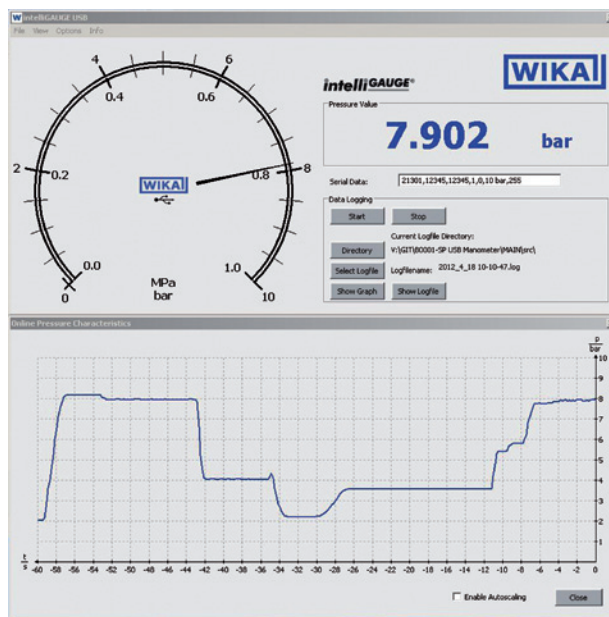 intelliGAUGE USB
File View Options Info
4
6
0.4
0.6
2
0.2
0.8
8
WIKA
0.0
1.0
0
10
MPa
bar
intelliGAUGE®
WIKA
Pressure Value
7.902 bar
Serial Data: 21301,12345,12345,1,0,10 bar,255
Data Logging
Start Stop
Current Logfile Directory:
Directory V:\GIT\80001-SP USB Manometer\MAIN\src\
Select Logfile Logfilename: 2012_4_18 10-10-47.log
Show Graph Show Logfile
Online Pressure Characteristics
p
bar
10
9
8
7
6
5
4
3
2
1
t
s
-60 -58 -56 -54 -52 -50 -48 -46 -44 -42 -40 -38 -36 -34 -32 -30 -28 -26 -24 -22 -20 -18 -16 -14 -12 -10 -8 -6 -4 -2 0
Enable Autoscaling Close